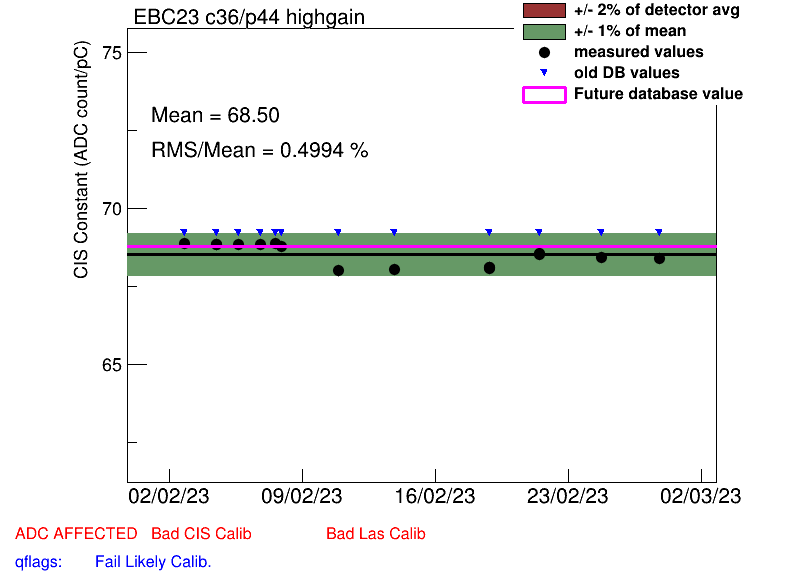 EBC23 c36/p44 highgain
+/- 2% of detector avg
+/- 1% of mean
measured values
old DB values
Future database value
CIS Constant (ADC count/pC)
75
70
65
Mean = 68.50
RMS/Mean = 0.4994 %
02/02/23 09/02/23 16/02/23 23/02/23 02/03/23
ADC AFFECTED Bad CIS Calib Bad Las Calib
qflags: Fail Likely Calib.